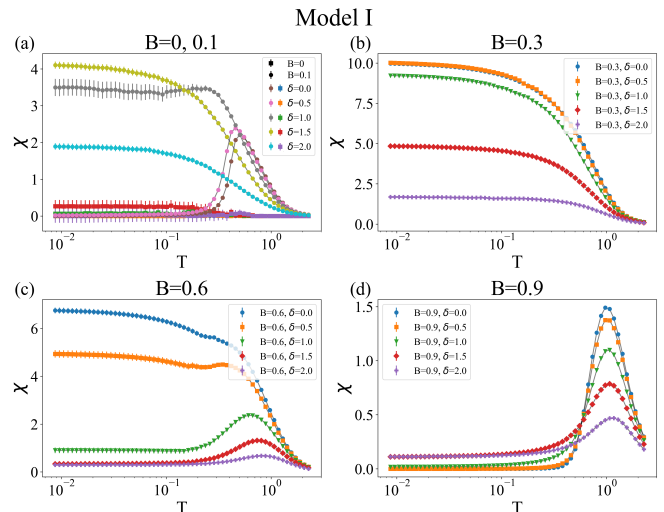 Model I
(a)
B=0, 0.1
χ
4
3
2
1
0
B=0
B=0.1
δ=0.0
δ=0.5
δ=1.0
δ=1.5
δ=2.0
10⁻²
10⁻¹
10⁰
T
(b)
B=0.3
χ
10.0
7.5
5.0
2.5
0.0
B=0.3, δ=0.0
B=0.3, δ=0.5
B=0.3, δ=1.0
B=0.3, δ=1.5
B=0.3, δ=2.0
10⁻²
10⁻¹
10⁰
T
(c)
B=0.6
χ
6
4
2
0
B=0.6, δ=0.0
B=0.6, δ=0.5
B=0.6, δ=1.0
B=0.6, δ=1.5
B=0.6, δ=2.0
10⁻²
10⁻¹
10⁰
T
(d)
B=0.9
χ
1.5
1.0
0.5
0.0
B=0.9, δ=0.0
B=0.9, δ=0.5
B=0.9, δ=1.0
B=0.9, δ=1.5
B=0.9, δ=2.0
10⁻²
10⁻¹
10⁰
T